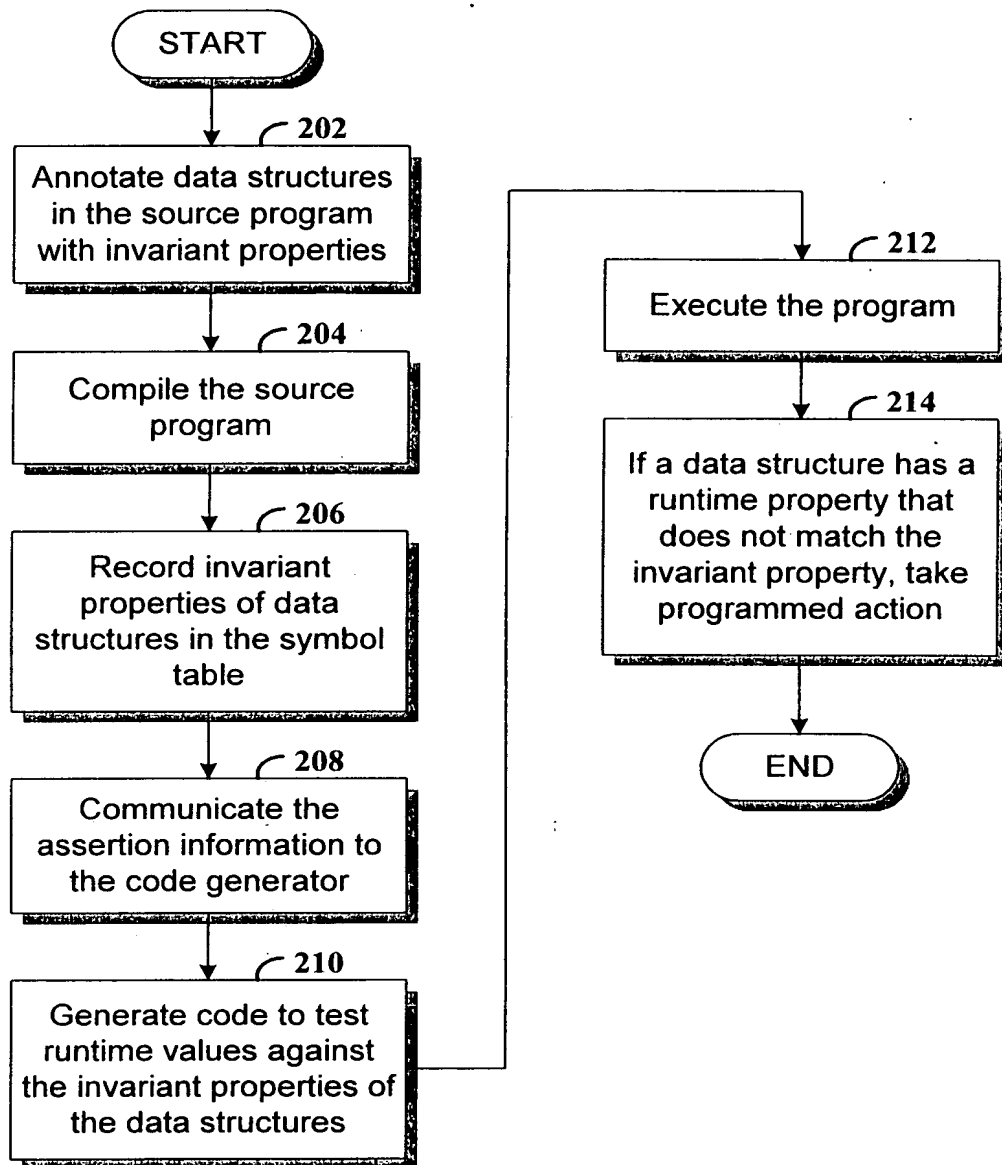 START
202
Annotate data structures
in the source program
with invariant properties
204
Compile the source
program
206
Record invariant
properties of data
structures in the symbol
table
208
Communicate the
assertion information to
the code generator
210
Generate code to test
runtime values against
the invariant properties of
the data structures
212
Execute the program
214
If a data structure has a
runtime property that
does not match the
invariant property, take
programmed action
END